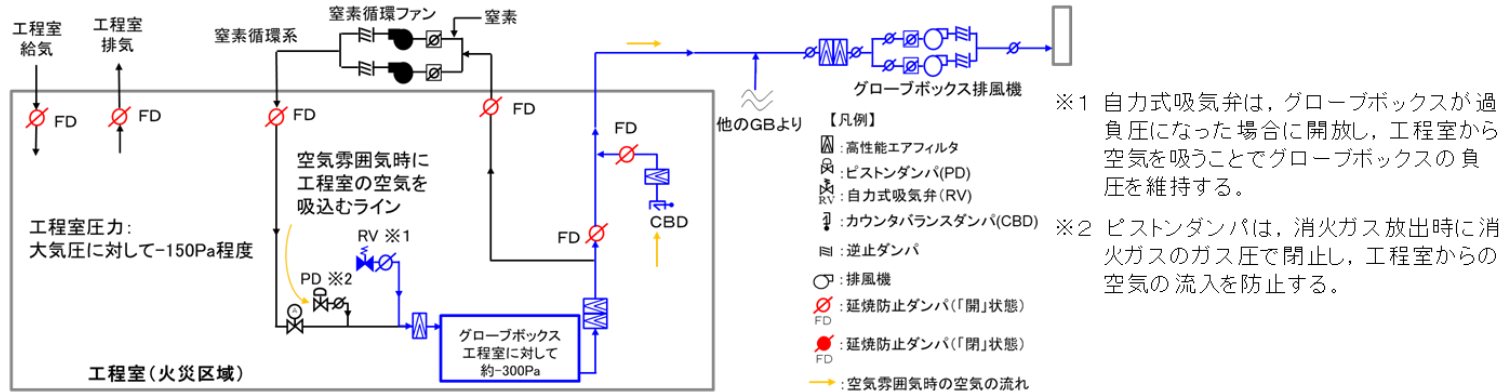 工程室
給気
工程室
排気
窒素循環系
窒素循環ファン
窒素
FD
FD
FD
FD
空気雰囲気時に
工程室の空気を
吸込むライン
工程室圧力:
大気圧に対して-150Pa程度
RV ※1
PD ※2
A
グローブボックス
工程室に対して
約-300Pa
工程室(火災区域)
FD
FD
CBD
他のGBより
グローブボックス排風機
【凡例】
:高性能エアフィルタ
:ピストンダンパ(PD)
RV
:自力式吸気弁(RV)
:カウンタバランスダンパ(CBD)
:逆止ダンパ
:排風機
:延焼防止ダンパ(「開」状態)
FD
:延焼防止ダンパ(「閉」状態)
FD
:空気雰囲気時の空気の流れ
※1 自力式吸気弁は,グローブボックスが過
負圧になった場合に開放し,工程室から
空気を吸うことでグローブボックスの負
圧を維持する。
※2 ピストンダンパは,消火ガス放出時に消
火ガスのガス圧で閉止し,工程室からの
空気の流入を防止する。